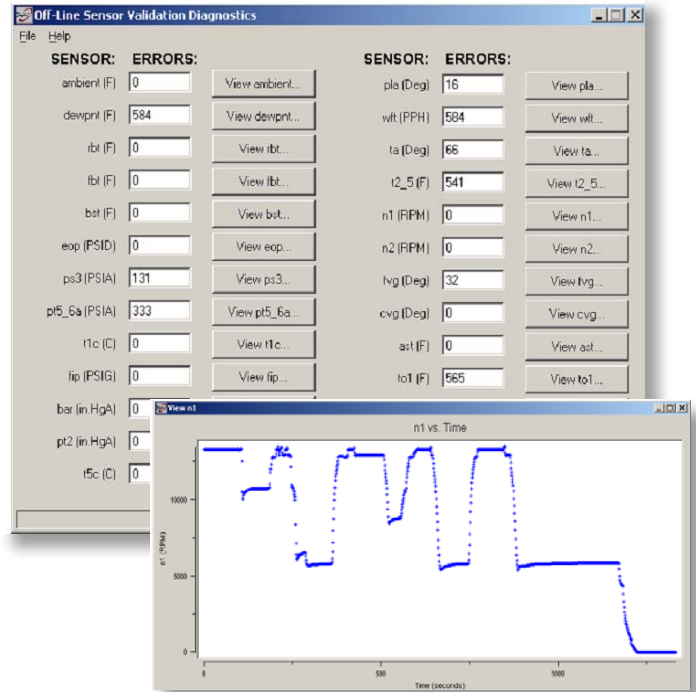 Off-Line Sensor Validation Diagnostics
File Help
SENSOR: ERRORS:
ambient (F) 0 View ambient...
dewpnt (F) 584 View dewpnt...
rbt (F) 0 View rbt...
fbt (F) 0 View fbt...
bst (F) 0 View bst...
eop (PSID) 0 View eop...
ps3 (PSIA) 131 View ps3...
pt5_6a (PSIA) 333 View pt5_6a...
t1c (C) 0 View t1c...
fip (PSIG) 0 View fip...
bar (in.HgA) 0
pt2 (in.HgA) 0
t5c (C) 0
SENSOR: ERRORS:
pla (Deg) 16 View pla...
wft (PPH) 584 View wft...
ta (Deg) 66 View ta...
t2_5 (F) 541 View t2_5...
n1 (RPM) 0 View n1...
n2 (RPM) 0 View n2...
fvg (Deg) 32 View fvg...
cvg (Deg) 0 View cvg...
ast (F) 0 View ast...
to1 (F) 565 View to1...
View n1
n1 vs. Time
n1 (RPM)
10000
5000
0
0 500 1000
Time (seconds)